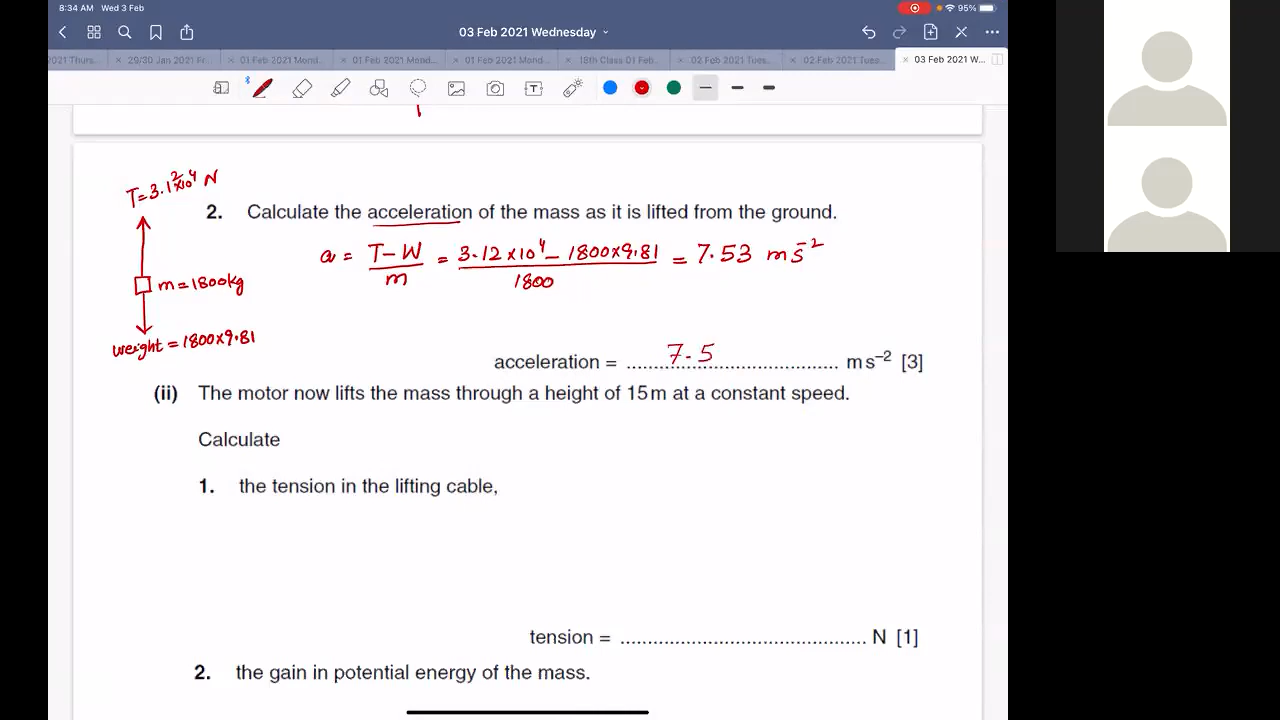 8:34 AM Wed 3 Feb
95%
03 Feb 2021 Wednesday
2021 Thurs...
29/30 Jan 2021 Fr...
01 Feb 2021 Mond...
01 Feb 2021 Mond...
01 Feb 2021 Mond...
18th Class 01 Feb...
02 Feb 2021 Tues...
02.Feb 2021 Tues...
03 Feb 2021 W...
T=3.12×10⁴ N
2. Calculate the acceleration of the mass as it is lifted from the ground.
a = T-W/m = 3.12×10⁴ - 1800×9.81/1800 = 7.53 ms⁻²
m=1800kg
weight = 1800×9.81
acceleration = ....7.5.... m s⁻² [3]
(ii) The motor now lifts the mass through a height of 15 m at a constant speed.
Calculate
1. the tension in the lifting cable,
tension = ............................................ N [1]
2. the gain in potential energy of the mass.